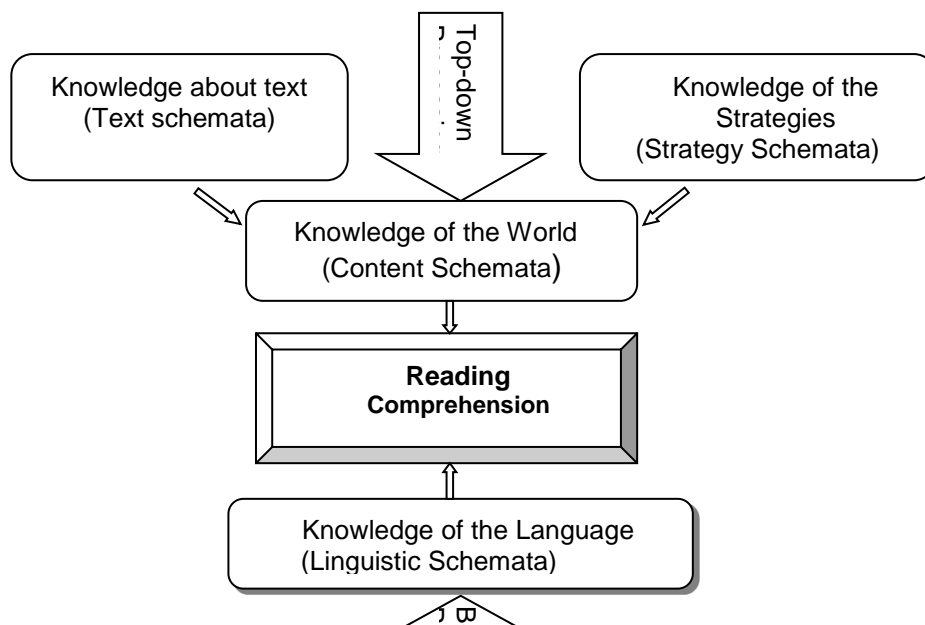 Top-down
Knowledge about text
(Text schemata)
Knowledge of the
Strategies
(Strategy Schemata)
Knowledge of the World
(Content Schemata)
Reading
Comprehension
Knowledge of the Language
(Linguistic Schemata)
B